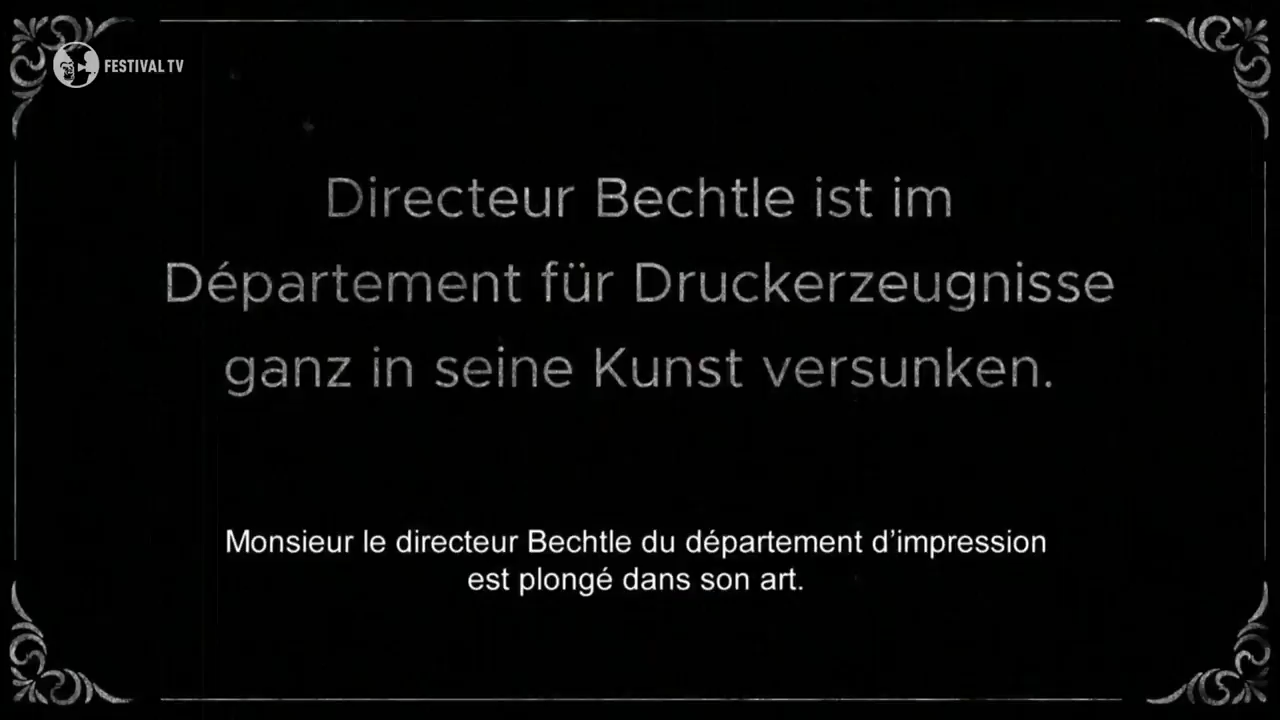 FESTIVAL TV
Directeur Bechtle ist im
Département für Druckerzeugnisse
ganz in seine Kunst versunken.
Monsieur le directeur Bechtle du département d’impression
est plongé dans son art.